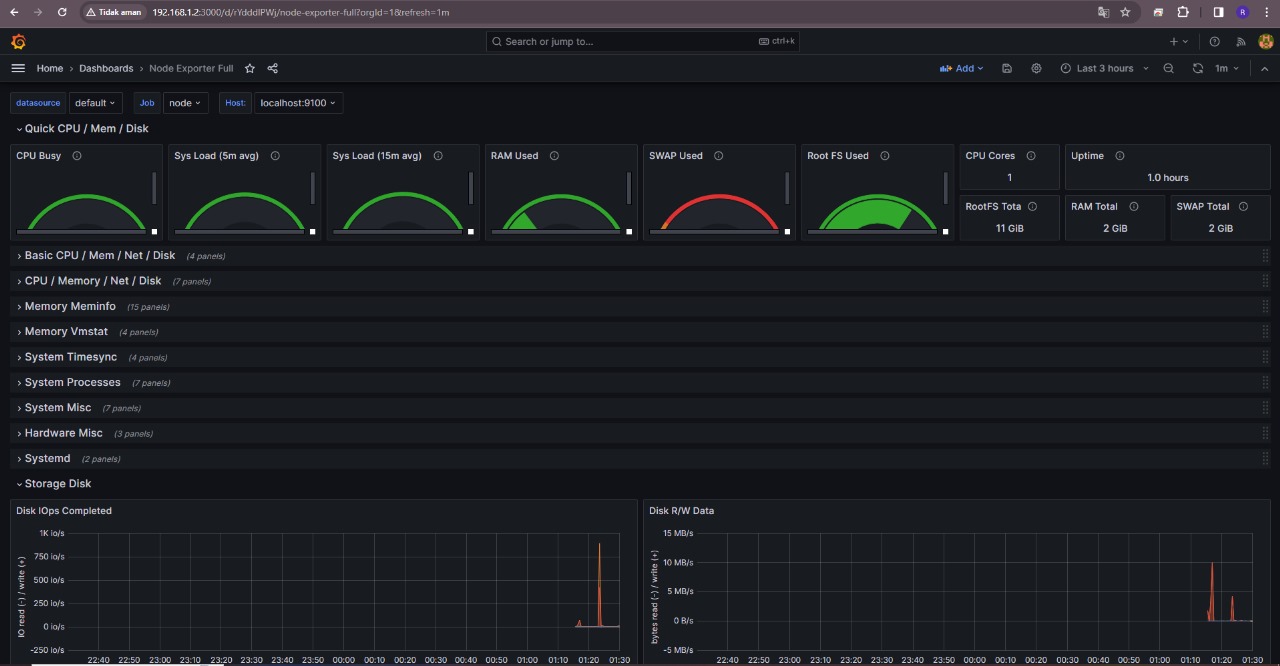 Tidak aman 192.168.1.2:3000/d/rYdddlPWj/node-exporter-full?orgId=1&refresh=1m R
Search or jump to... ctrl+k
Home › Dashboards › Node Exporter Full Add Last 3 hours 1m
datasource default Job node Host: localhost:9100
Quick CPU / Mem / Disk
CPU Busy Sys Load (5m avg) Sys Load (15m avg) RAM Used SWAP Used Root FS Used CPU Cores Uptime
1 1.0 hours
RootFS Tota RAM Total SWAP Total
11 GiB 2 GiB 2 GiB
Basic CPU / Mem / Net / Disk (4 panels)
CPU / Memory / Net / Disk (7 panels)
Memory Meminfo (15 panels)
Memory Vmstat (4 panels)
System Timesync (4 panels)
System Processes (7 panels)
System Misc (7 panels)
Hardware Misc (3 panels)
Systemd (2 panels)
Storage Disk
Disk IOps Completed
IO read (-) / write (+)
1K io/s
750 io/s
500 io/s
250 io/s
0 io/s
-250 io/s
22:40 22:50 23:00 23:10 23:20 23:30 23:40 23:50 00:00 00:10 00:20 00:30 00:40 00:50 01:00 01:10 01:20 01:30
Disk R/W Data
bytes read (-) / write (+)
15 MB/s
10 MB/s
5 MB/s
0 B/s
-5 MB/s
22:40 22:50 23:00 23:10 23:20 23:30 23:40 23:50 00:00 00:10 00:20 00:30 00:40 00:50 01:00 01:10 01:20 01:30